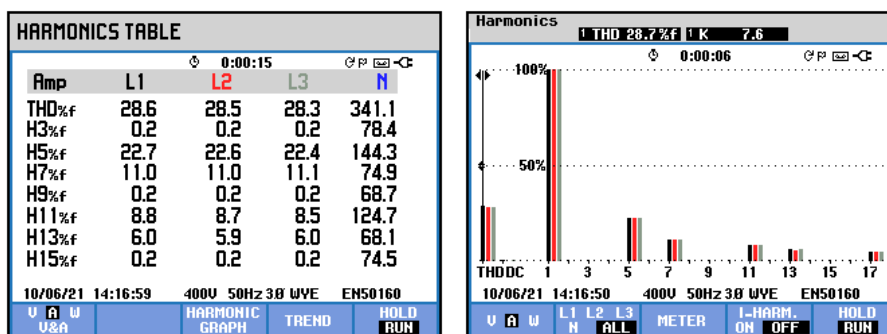 HARMONICS TABLE
0:00:15
Amp L1 L2 L3 N
THD%f 28.6 28.5 28.3 341.1
H3%f 0.2 0.2 0.2 78.4
H5%f 22.7 22.6 22.4 144.3
H7%f 11.0 11.0 11.1 74.9
H9%f 0.2 0.2 0.2 68.7
H11%f 8.8 8.7 8.5 124.7
H13%f 6.0 5.9 6.0 68.1
H15%f 0.2 0.2 0.2 74.5
10/06/21 14:16:59 400V 50Hz 3Ø WYE EN50160
V A W
V&A
HARMONIC
GRAPH
TREND
HOLD
RUN
Harmonics
1 THD 28.7%f 1 K 7.6
0:00:06
100%
50%
THDDC 1 3 5 7 9 11 13 15 17
10/06/21 14:16:50 400V 50Hz 3Ø WYE EN50160
V A W
L1 L2 L3
N ALL
METER
I-HARM.
ON OFF
HOLD
RUN